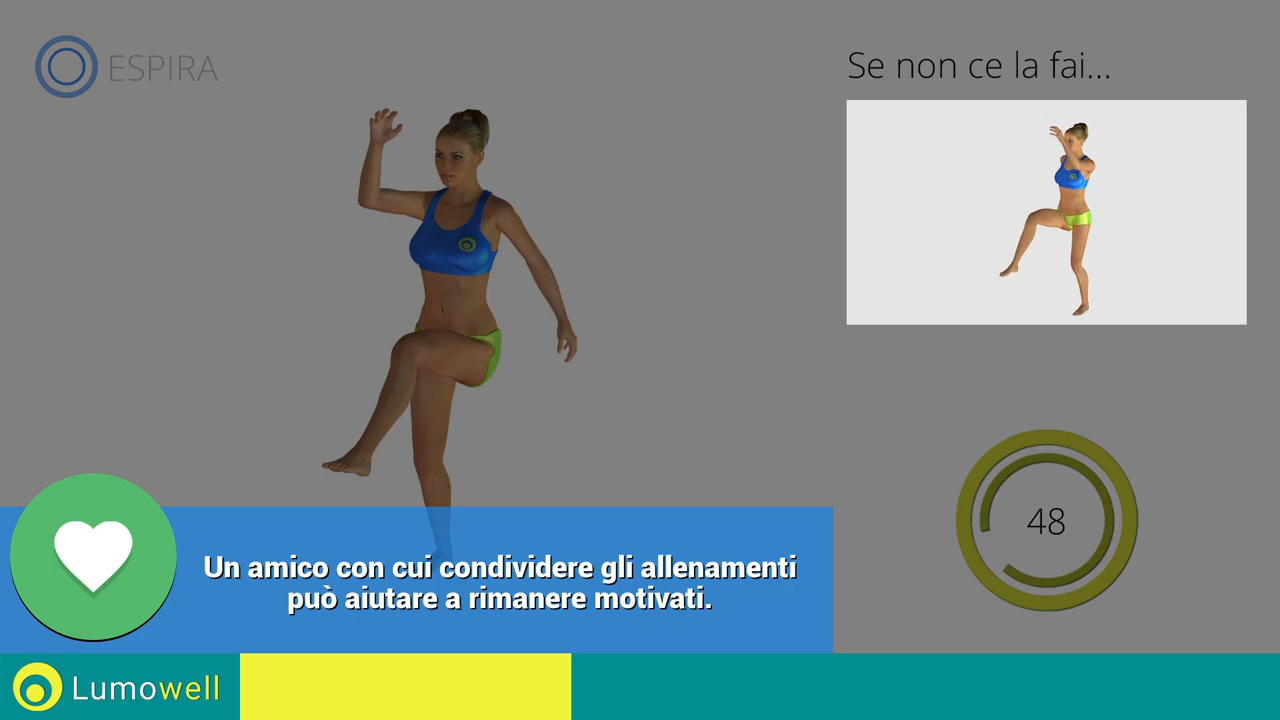 ESPIRA
Se non ce la fai...
48
Un amico con cui condividere gli allenamenti
può aiutare a rimanere motivati.
Lumowell